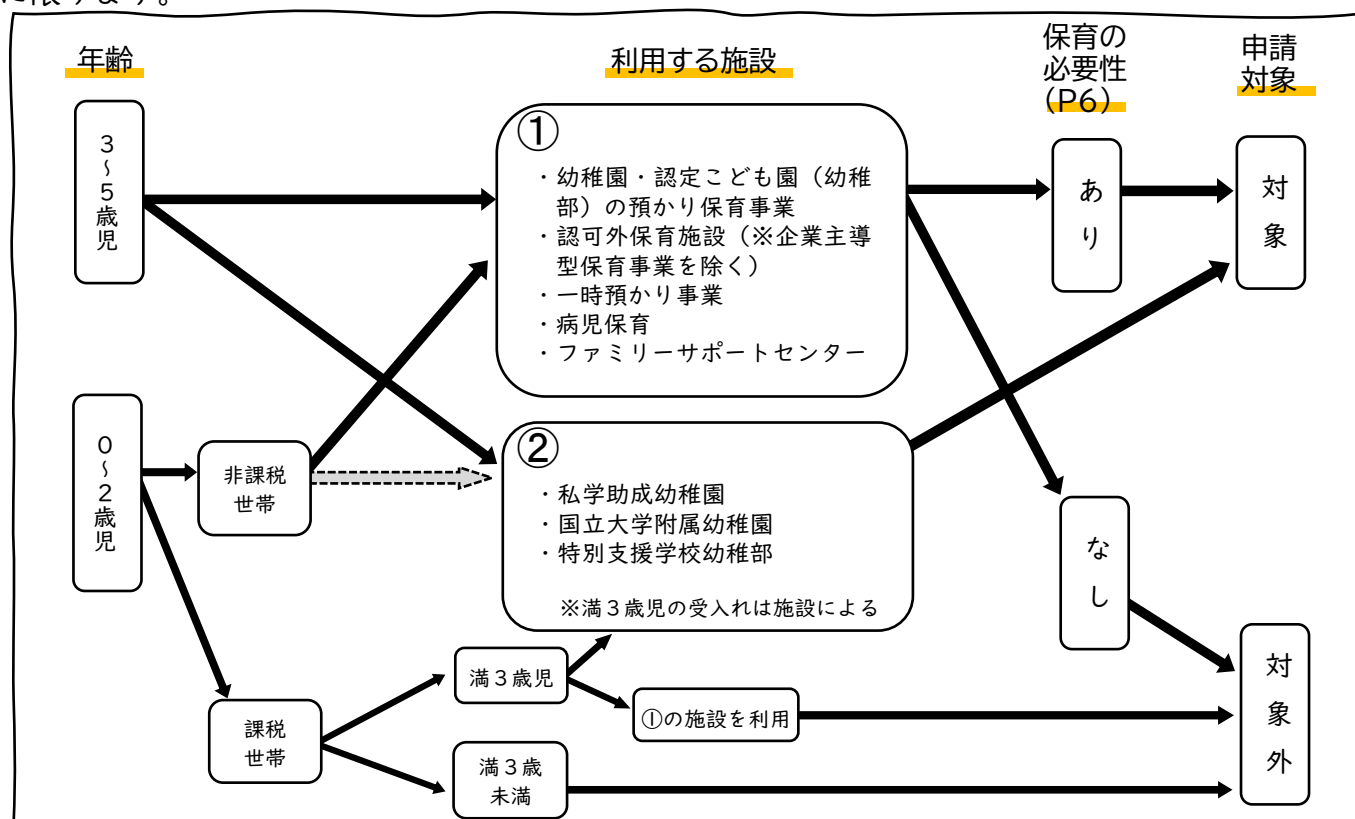 に限ります。
年齢
利用する施設
保育の
必要性
(P6)
申請
対象
3～5歳児
①
・幼稚園・認定こども園（幼稚
部）の預かり保育事業
・認可外保育施設（※企業主導
型保育事業を除く）
・一時預かり事業
・病児保育
・ファミリーサポートセンター
あり
対象
0～2歳児
非課税
世帯
②
・私学助成幼稚園
・国立大学附属幼稚園
・特別支援学校幼稚部
※満3歳児の受入れは施設による
なし
課税
世帯
満3歳児
①の施設を利用
満3歳
未満
対象外